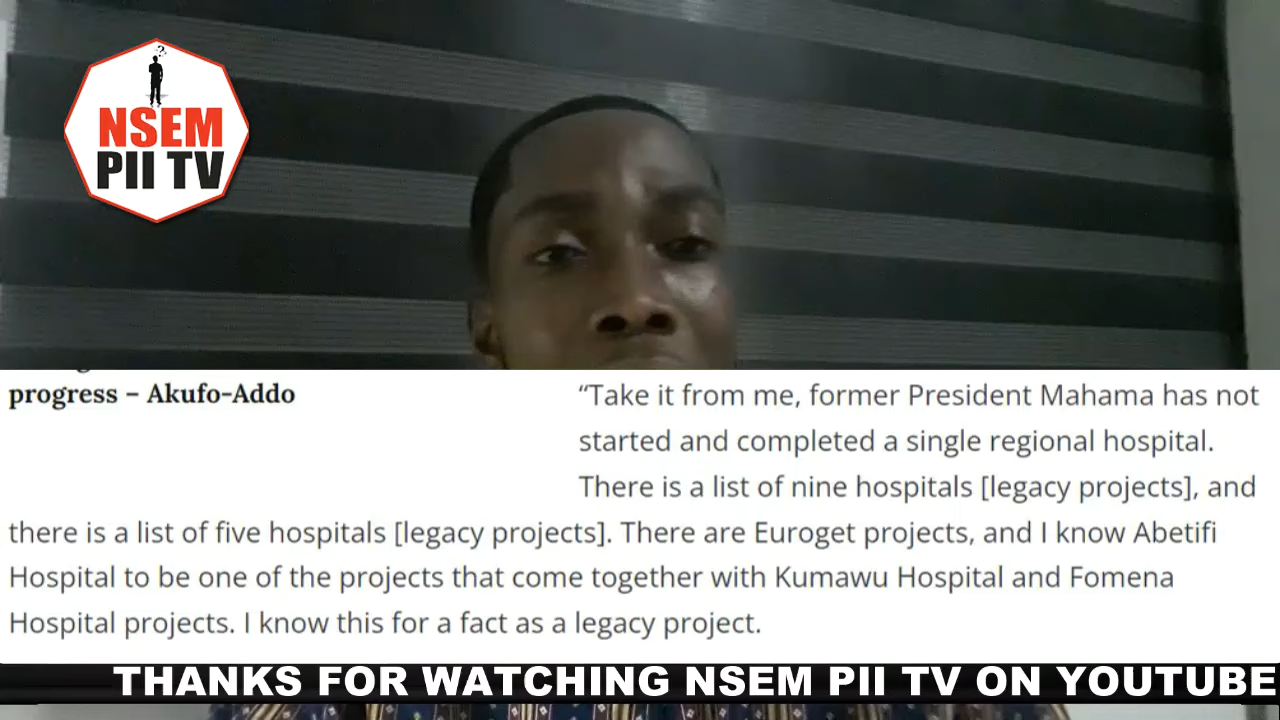 ?
NSEM
PII TV
progress – Akufo-Addo
“Take it from me, former President Mahama has not
started and completed a single regional hospital.
There is a list of nine hospitals [legacy projects], and
there is a list of five hospitals [legacy projects]. There are Euroget projects, and I know Abetifi
Hospital to be one of the projects that come together with Kumawu Hospital and Fomena
Hospital projects. I know this for a fact as a legacy project.
THANKS FOR WATCHING NSEM PII TV ON YOUTUBE